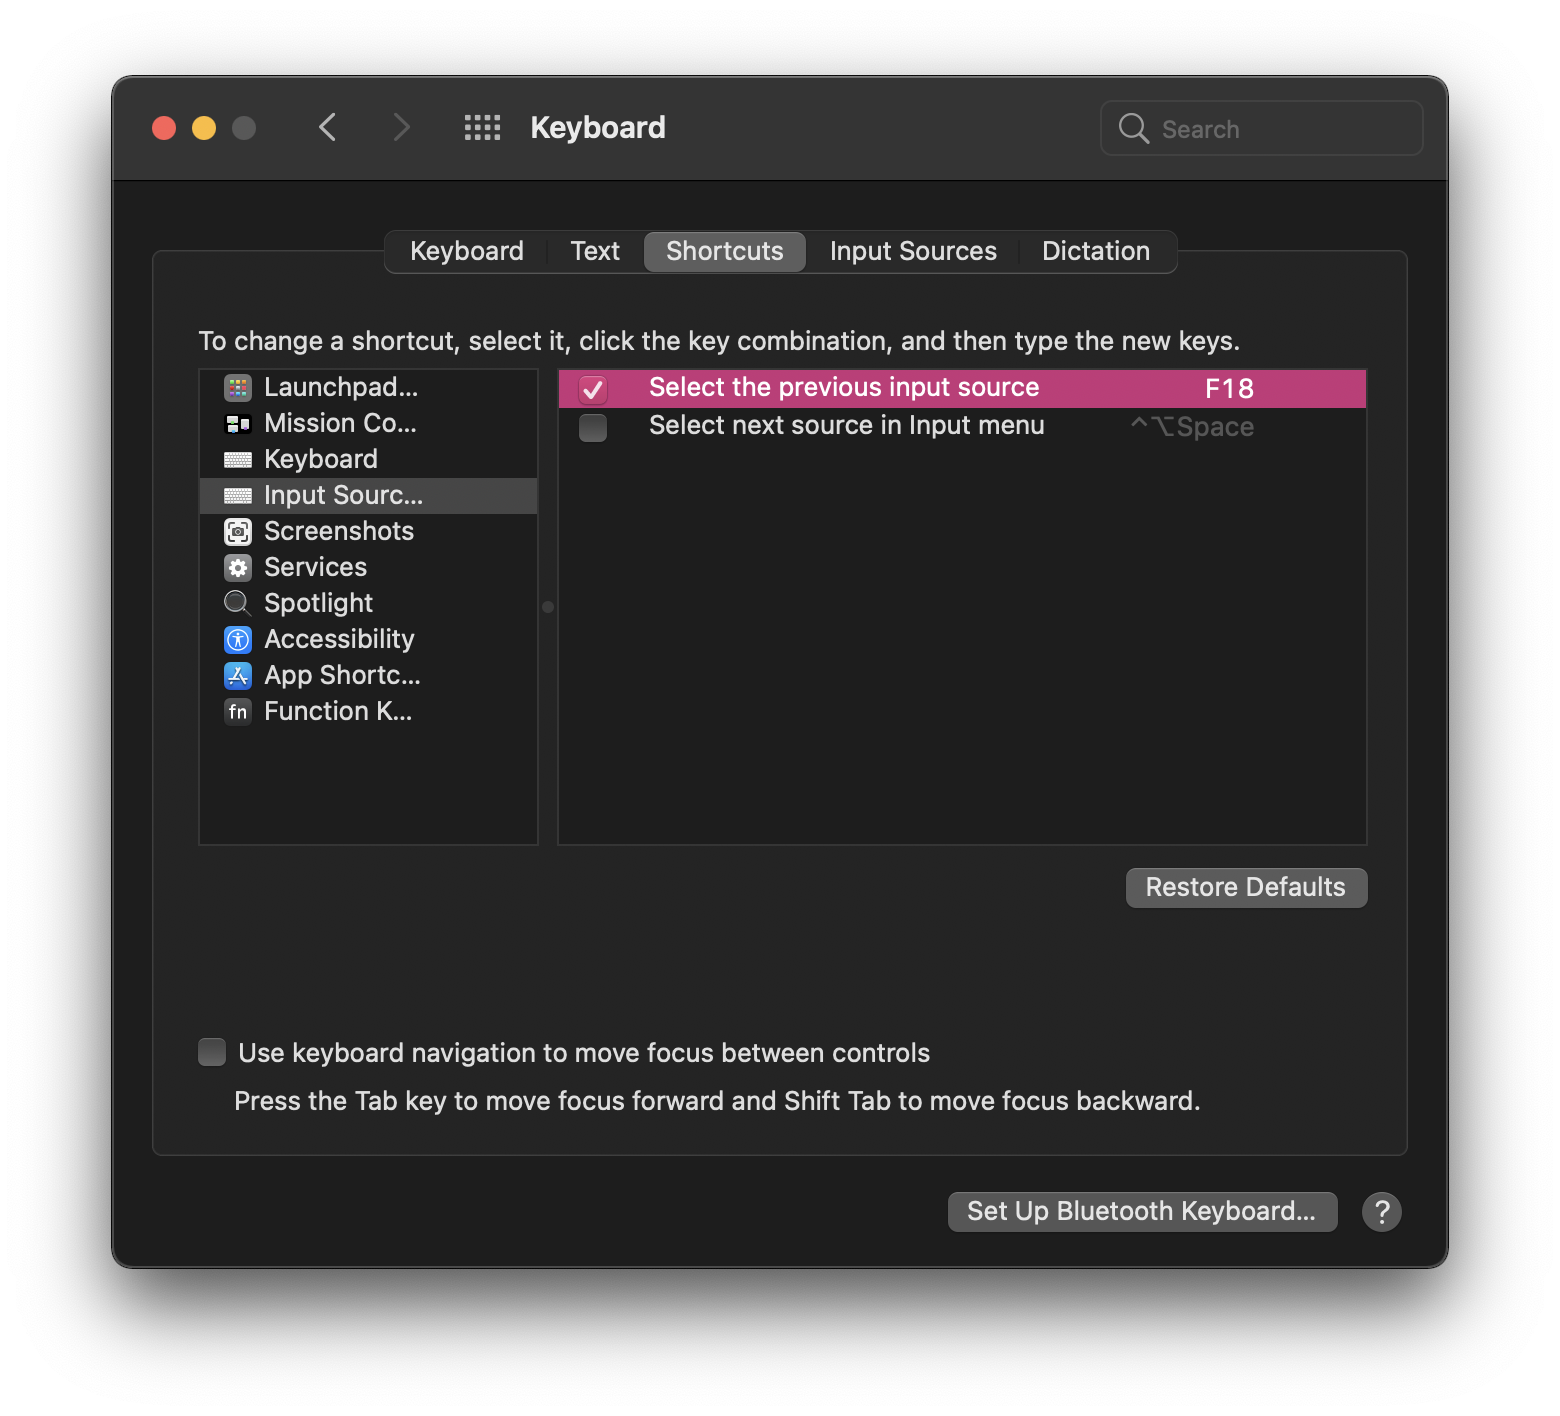 Keyboard
Search
Keyboard Text Shortcuts Input Sources Dictation
To change a shortcut, select it, click the key combination, and then type the new keys.
Launchpad...
Mission Co...
Keyboard
Input Sourc...
Screenshots
Services
Spotlight
Accessibility
App Shortc...
fn Function K...
Select the previous input source F18
Select next source in Input menu ^⌥Space
Restore Defaults
Use keyboard navigation to move focus between controls
Press the Tab key to move focus forward and Shift Tab to move focus backward.
Set Up Bluetooth Keyboard... ?